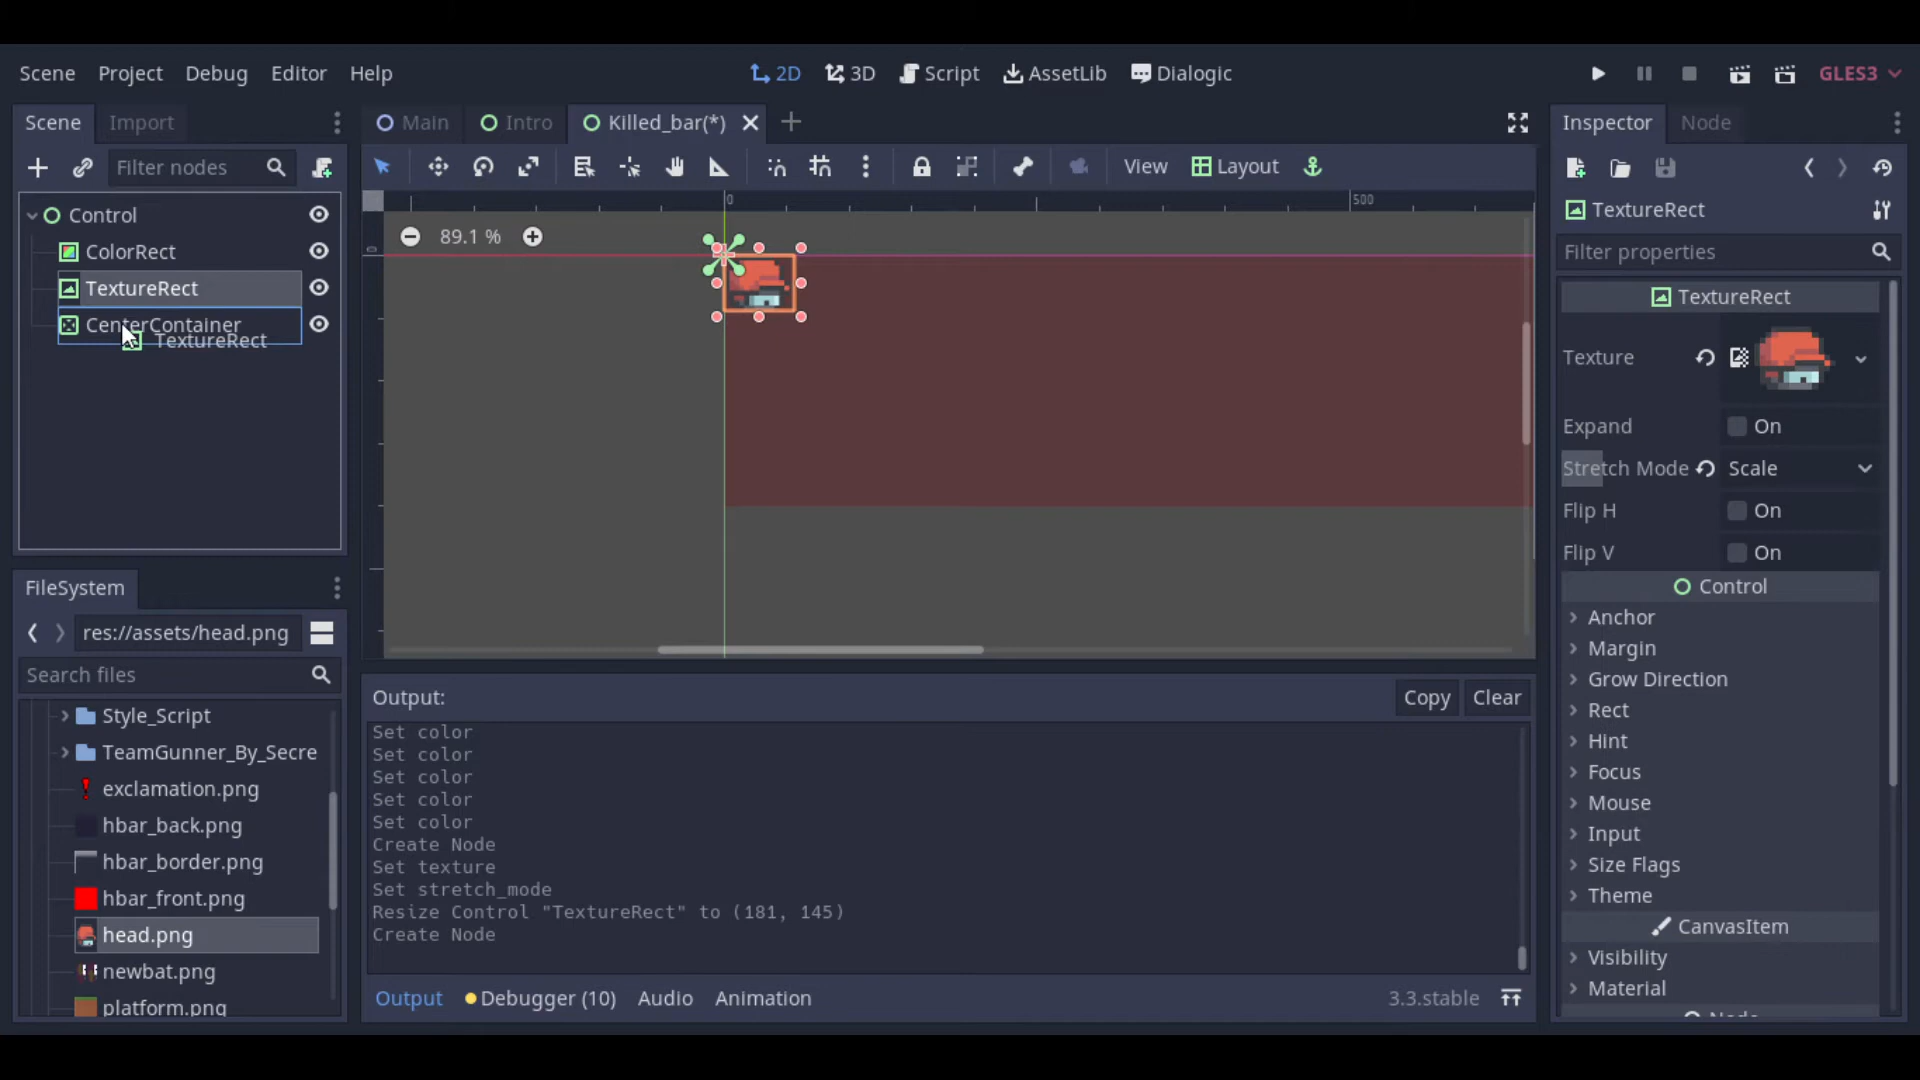 Scene Project Debug Editor Help
2D 3D Script AssetLib Dialogic
GLES3
Scene Import
Filter nodes
Control
ColorRect
TextureRect
CenterContainer
TextureRect
FileSystem
res://assets/head.png
Search files
Style_Script
TeamGunner_By_Secre
exclamation.png
hbar_back.png
hbar_border.png
hbar_front.png
head.png
newbat.png
platform.png
Main Intro Killed_bar(*)
View Layout
0 500
0
89.1 %
Output: Copy Clear
Set color
Set color
Set color
Set color
Set color
Create Node
Set texture
Set stretch_mode
Resize Control "TextureRect" to (181, 145)
Create Node
Output Debugger (10) Audio Animation 3.3.stable
Inspector Node
TextureRect
Filter properties
TextureRect
Texture
Expand On
Stretch Mode Scale
Flip H On
Flip V On
Control
Anchor
Margin
Grow Direction
Rect
Hint
Focus
Mouse
Input
Size Flags
Theme
CanvasItem
Visibility
Material
Node